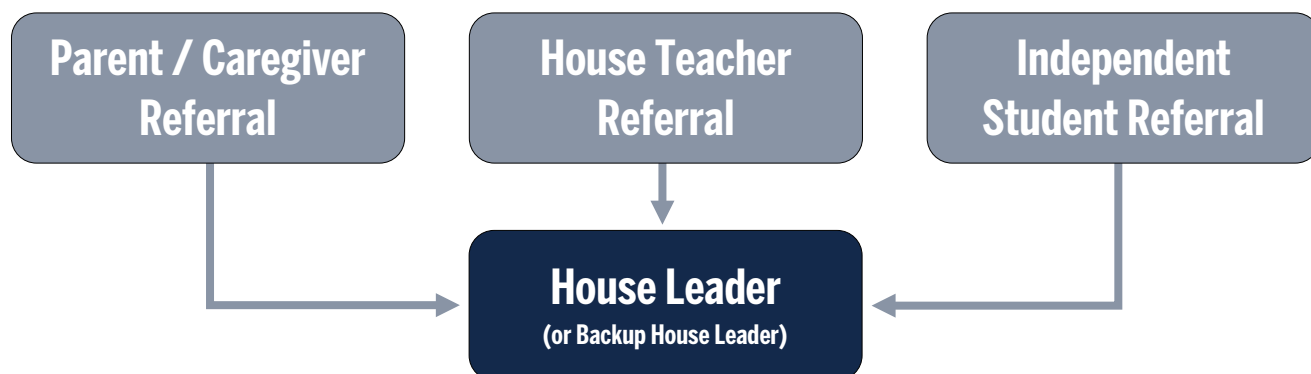 Parent / Caregiver
Referral
House Teacher
Referral
Independent
Student Referral
House Leader
(or Backup House Leader)